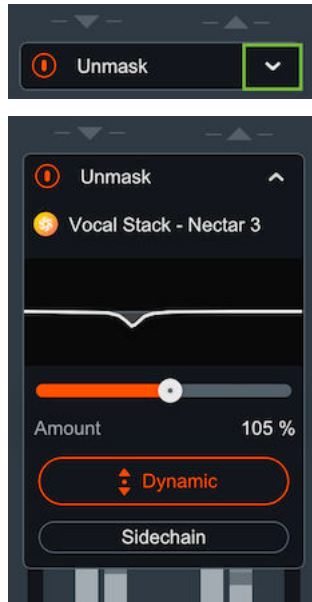 Unmask
Unmask
Vocal Stack - Nectar 3
Amount 105 %
Dynamic
Sidechain